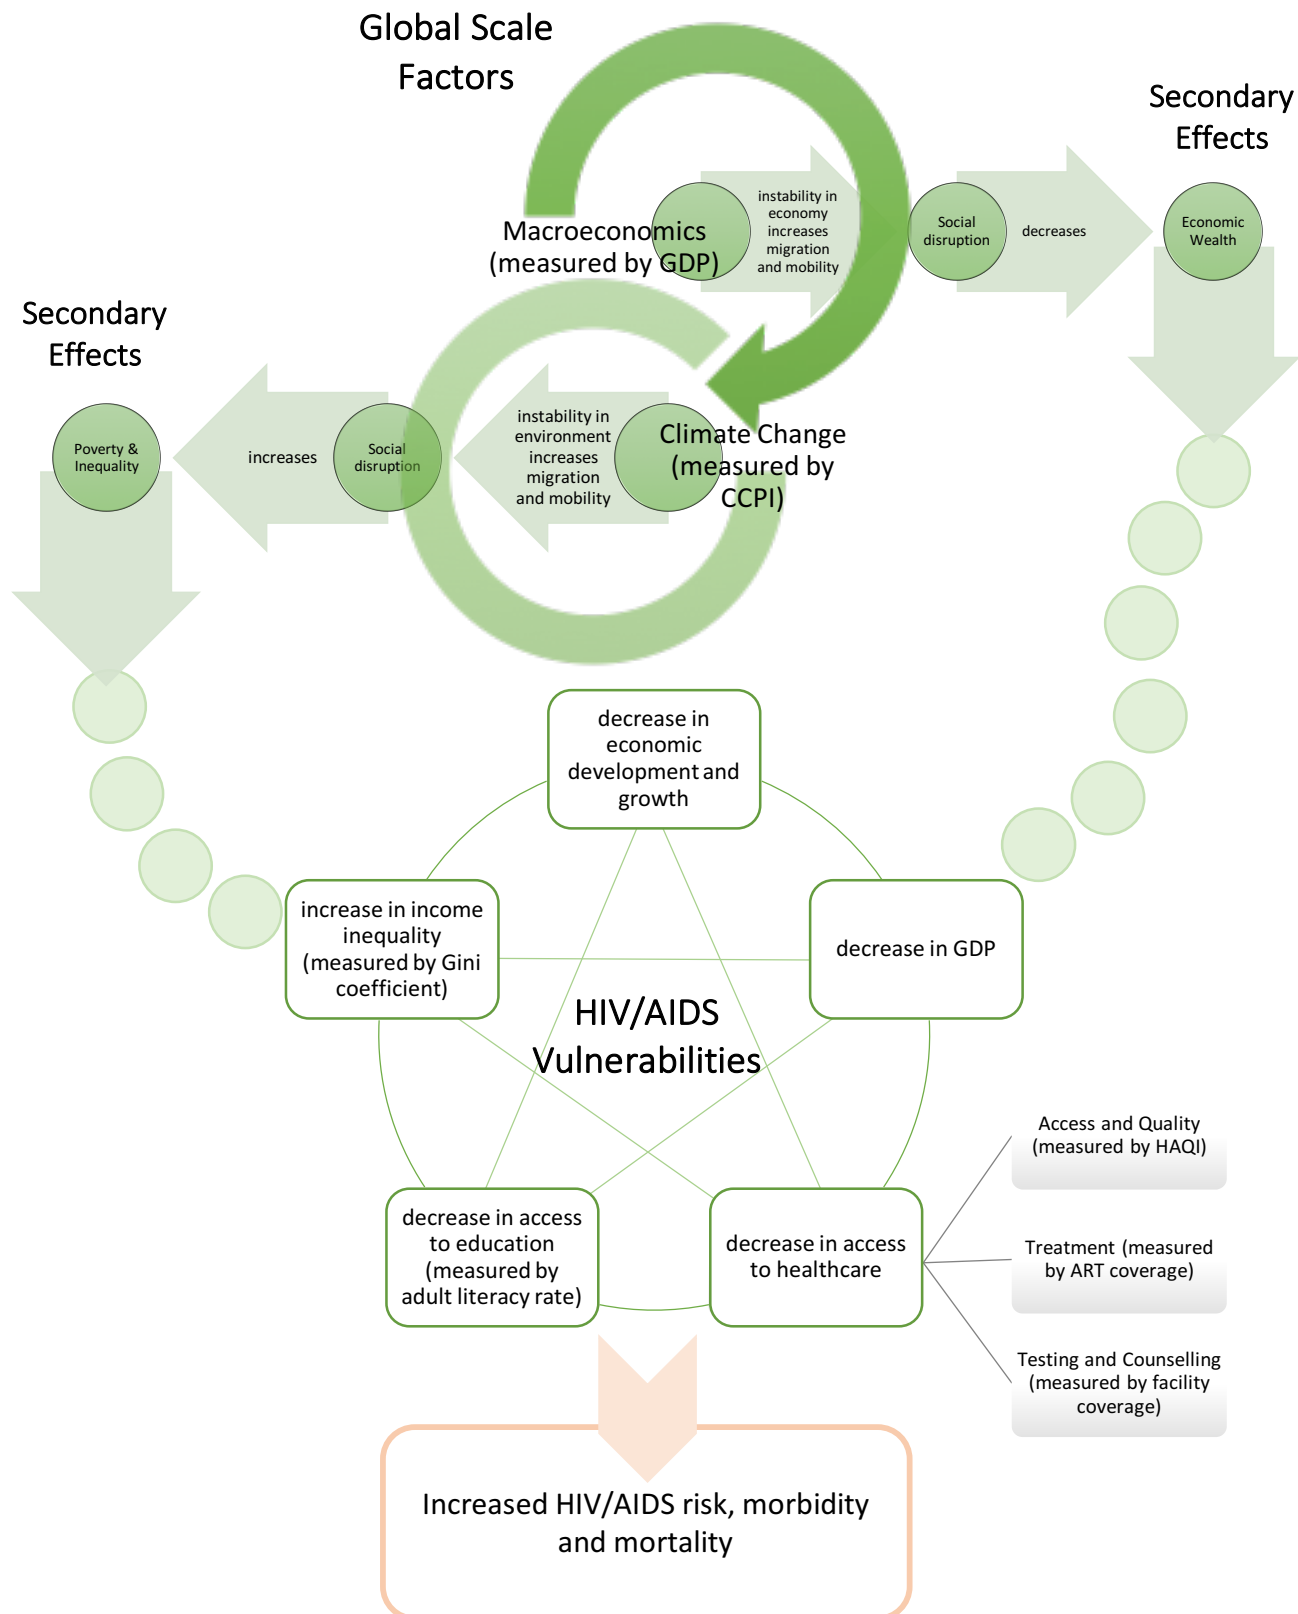 Global Scale
Factors
Secondary
Effects
instability in
economy
increases
migration
and mobility
Macroeconomics
(measured by GDP)
Social
disruption
decreases
Economic
Wealth
Secondary
Effects
Poverty &
Inequality
increases
Social
disruption
instability in
environment
increases
migration
and mobility
Climate Change
(measured by
CCPI)
decrease in
economic
development and
growth
increase in income
inequality
(measured by Gini
coefficient)
decrease in GDP
HIV/AIDS
Vulnerabilities
decrease in access
to education
(measured by
adult literacy rate)
decrease in access
to healthcare
Access and Quality
(measured by HAQI)
Treatment (measured
by ART coverage)
Testing and Counselling
(measured by facility
coverage)
Increased HIV/AIDS risk, morbidity
and mortality